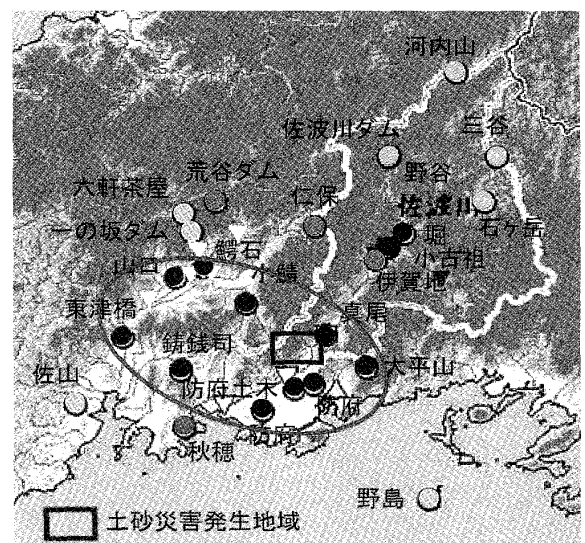 河内山
佐波川ダム
三谷
荒谷ダム
野谷
六軒茶屋
仁保
佐波川
石ヶ岳
一の坂ダム
堀
鰐石
小古祖
山口
小鯖
伊賀地
東津橋
真尾
鋳銭司
大平山
佐山
防府土木
八
防府
防府
秋穂
野島
土砂災害発生地域